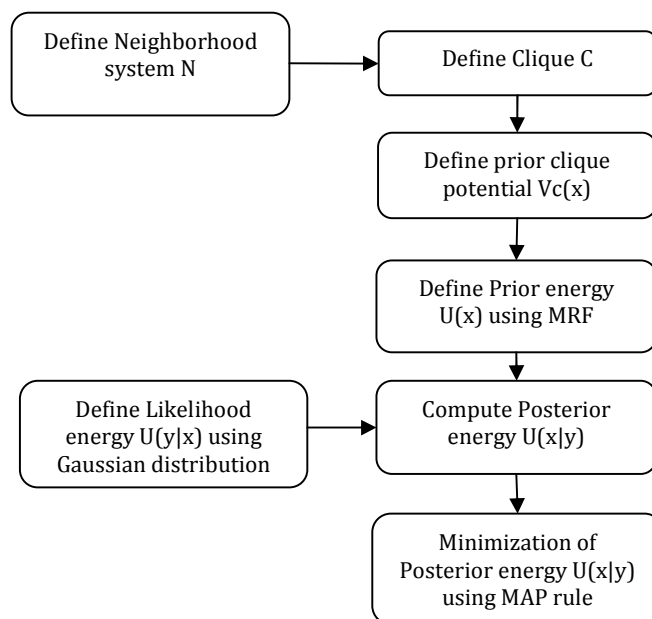 Define Neighborhood
system N
Define Clique C
Define prior clique
potential Vc(x)
Define Prior energy
U(x) using MRF
Define Likelihood
energy U(y|x) using
Gaussian distribution
Compute Posterior
energy U(x|y)
Minimization of
Posterior energy U(x|y)
using MAP rule